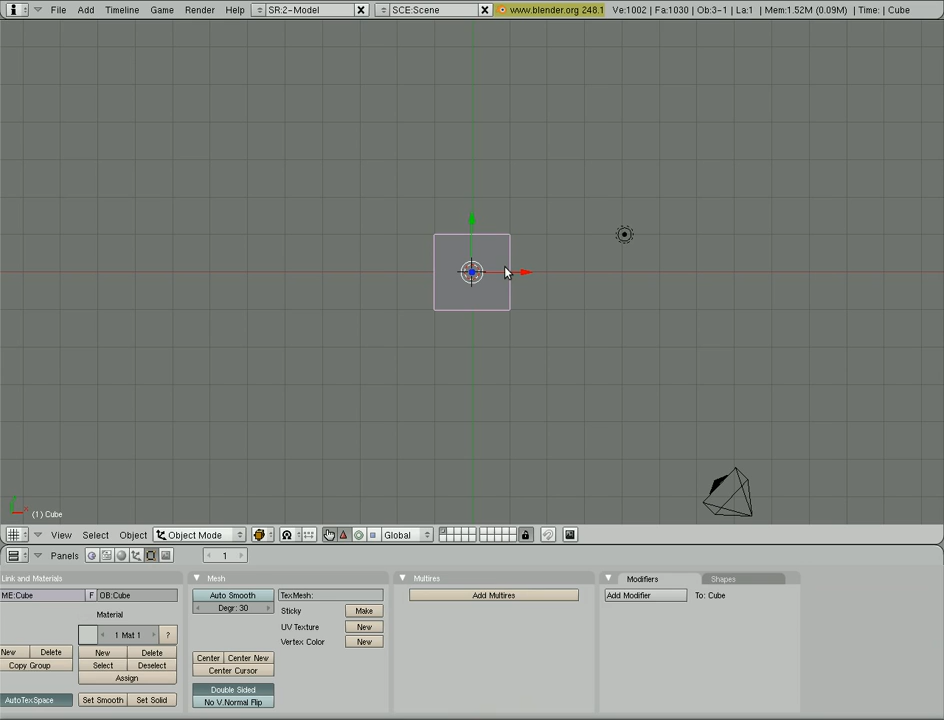 File Add Timeline Game Render Help SR:2-Model SCE:Scene www.blender.org 248.1 Ve:1002 | Fa:1030 | Ob:3-1 | La:1 | Mem:1.52M (0.09M) | Time: | Cube
(1) Cube
View Select Object Object Mode Global
Panels 1
Link and Materials Mesh Multires Modifiers Shapes
ME:Cube F OB:Cube Auto Smooth TexMesh: Add Multires Add Modifier To: Cube
Degr: 30
Material Sticky Make
UV Texture New
1 Mat 1 ? Vertex Color New
New Delete New Delete Center Center New
Copy Group Select Deselect Center Cursor
Assign
Double Sided
AutoTexSpace Set Smooth Set Solid No V.Normal Flip